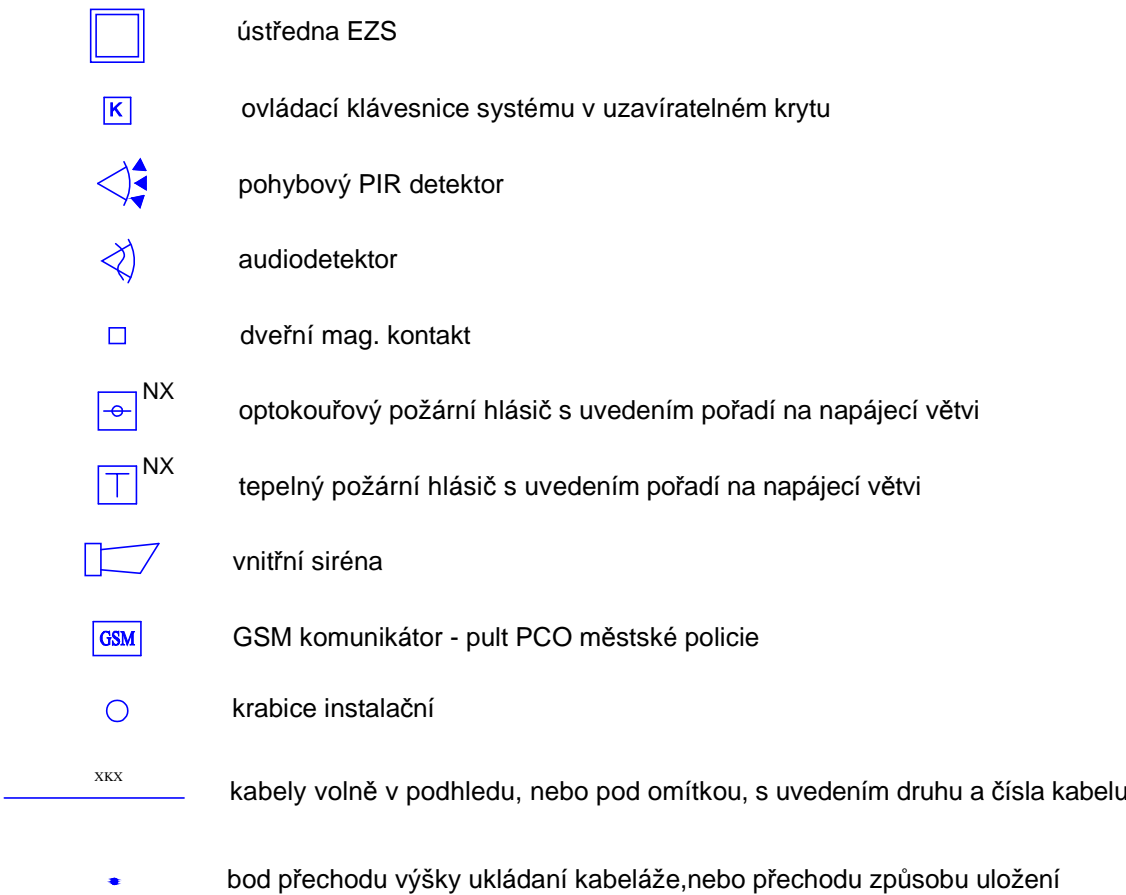 ústředna EZS
K ovládací klávesnice systému v uzavíratelném krytu
pohybový PIR detektor
audiodetektor
dveřní mag. kontakt
NX
optokouřový požární hlásič s uvedením pořadí na napájecí větvi
NX
tepelný požární hlásič s uvedením pořadí na napájecí větvi
vnitřní siréna
GSM GSM komunikátor - pult PCO městské policie
krabice instalační
XKX
kabely volně v podhledu, nebo pod omítkou, s uvedením druhu a čísla kabelu
bod přechodu výšky ukládaní kabeláže,nebo přechodu způsobu uložení